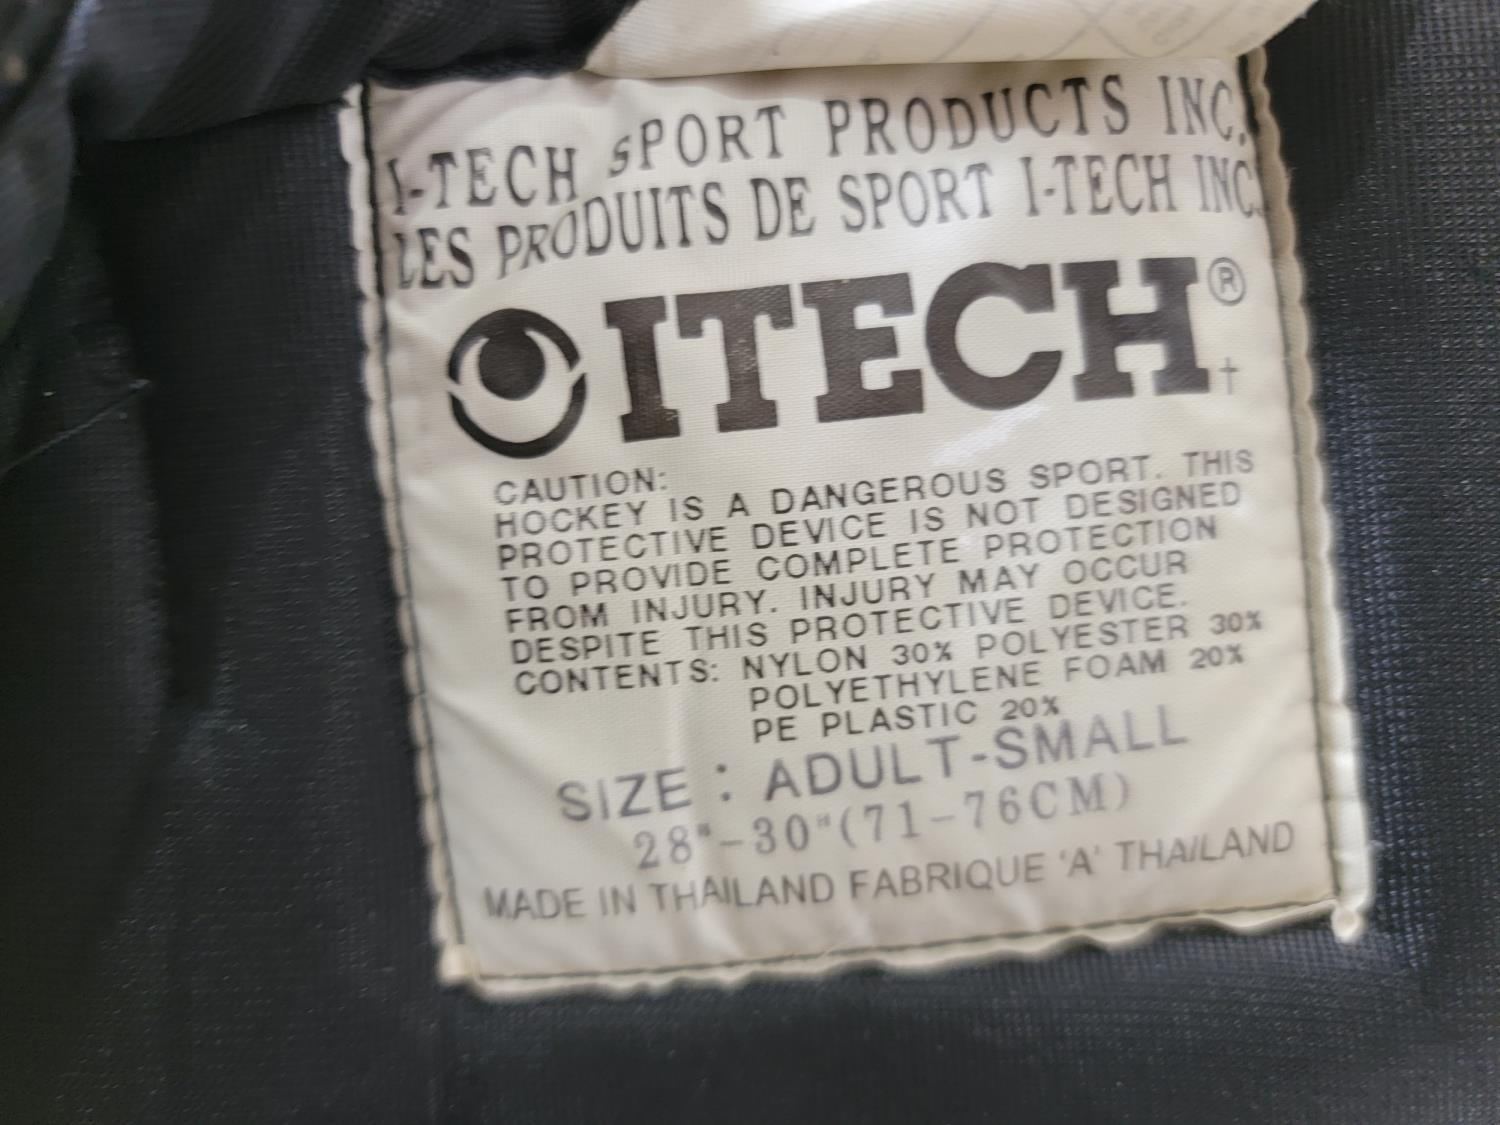 I-TECH SPORT PRODUCTS INC.
LES PRODUITS DE SPORT I-TECH INC.
ITECH®
†
CAUTION:
HOCKEY IS A DANGEROUS SPORT. THIS
PROTECTIVE DEVICE IS NOT DESIGNED
TO PROVIDE COMPLETE PROTECTION
FROM INJURY. INJURY MAY OCCUR
DESPITE THIS PROTECTIVE DEVICE.
CONTENTS: NYLON 30% POLYESTER 30%
POLYETHYLENE FOAM 20%
PE PLASTIC 20%
SIZE : ADULT-SMALL
28"-30"(71-76CM)
MADE IN THAILAND FABRIQUE 'A' THAILAND